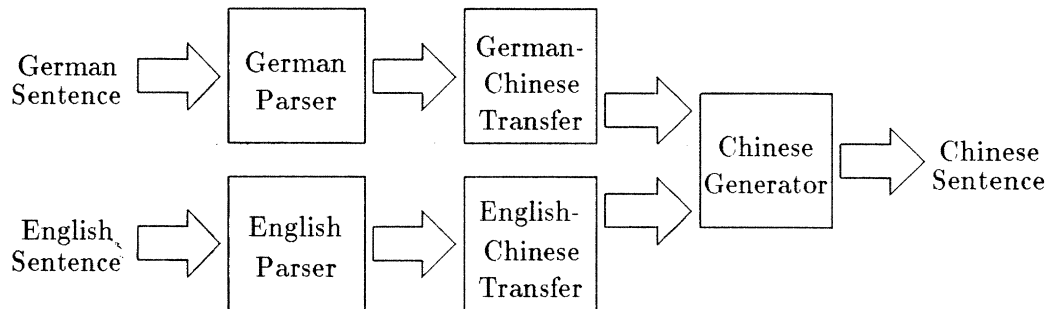 German
Sentence
German
Parser
German-
Chinese
Transfer
English
Sentence
English
Parser
English-
Chinese
Transfer
Chinese
Generator
Chinese
Sentence